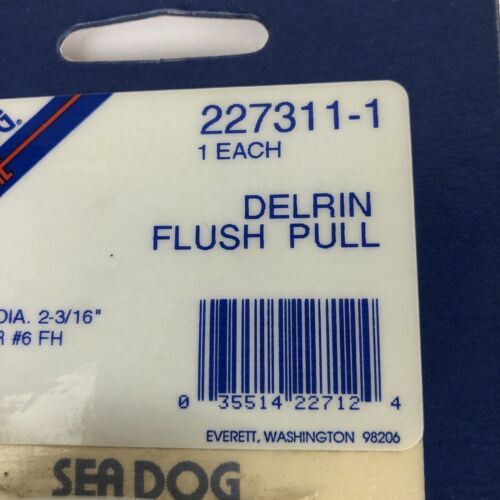 G®
227311-1
1 EACH
DELRIN
FLUSH PULL
DIA. 2-3/16"
R #6 FH
0 35514 22712 4
EVERETT, WASHINGTON 98206
SEA DOG